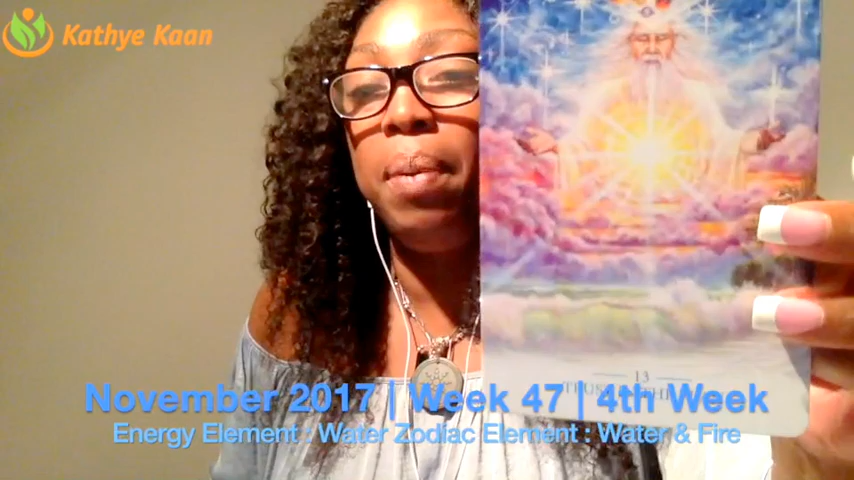 Kathye Kaan
13
November 2017 | Week 47 | 4th Week
Energy Element : Water Zodiac Element : Water & Fire